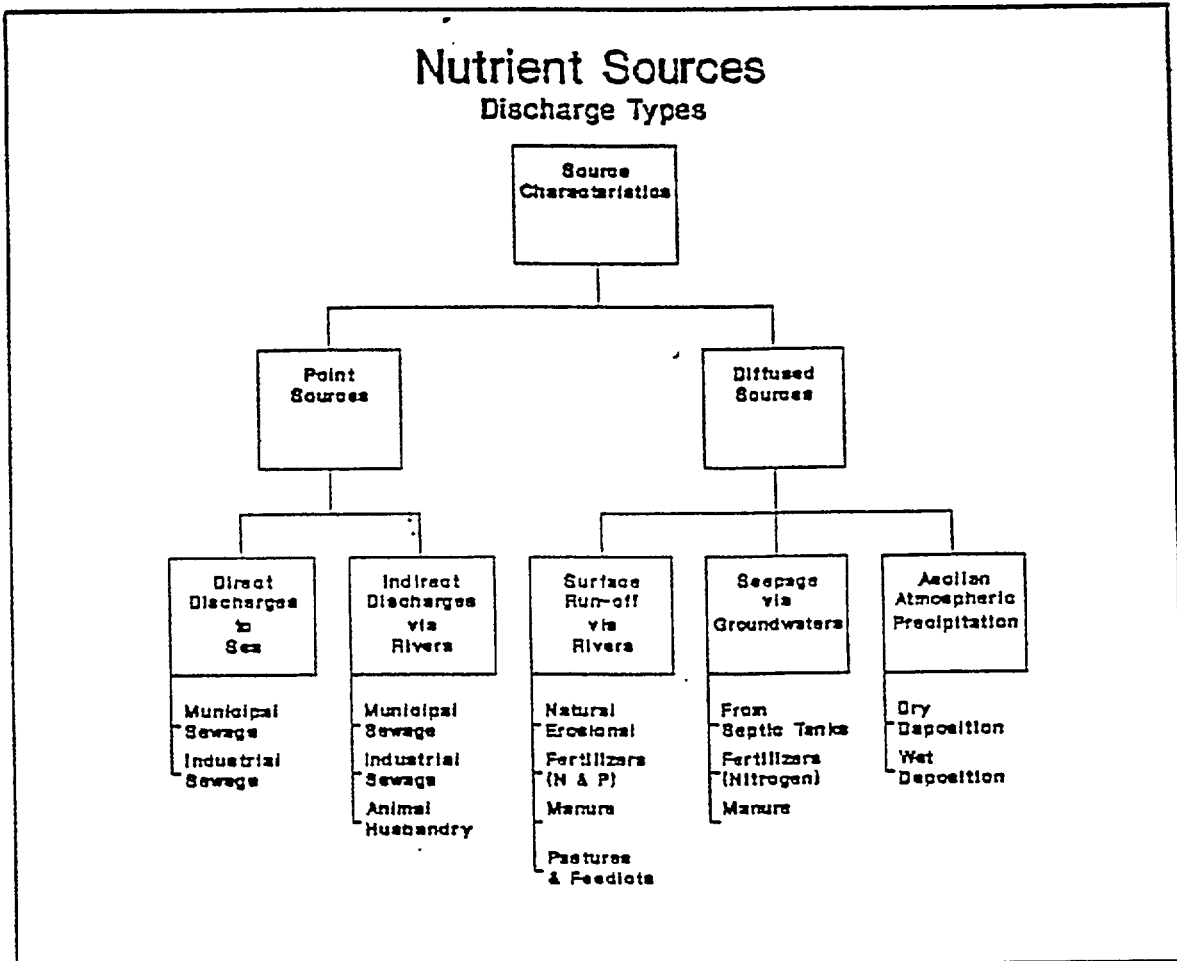 Nutrient Sources
Discharge Types
Source
Characteristics
Point
Sources
Diffused
Sources
Direct
Discharges
to
Sea
Indirect
Discharges
via
Rivers
Surface
Run-off
via
Rivers
Seepage
via
Groundwaters
Aeolian
Atmospheric
Precipitation
Municipal
Sewage
Industrial
Sewage
Municipal
Sewage
Industrial
Sewage
Animal
Husbandry
Natural
Erosional
Fertilizers
(N & P)
Manure
Pastures
& Feedlots
From
Septic Tanks
Fertilizers
(Nitrogen)
Manure
Dry
Deposition
Wet
Deposition